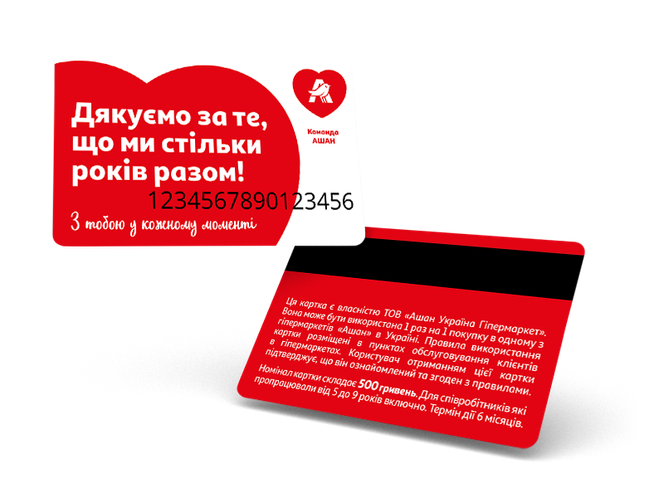 Дякуємо за те,
що ми стільки
років разом!
1234567890123456
З тобою у кожному моменті
Команда
АШАН
Ця картка є власністю ТОВ «Ашан Україна Гіпермаркет».
Вона може бути використана 1 раз на 1 покупку в одному з
гіпермаркетів «Ашан» в Україні. Правила використання
картки розміщені в пунктах обслуговування клієнтів
в гіпермаркетах. Користувач отриманням цієї картки
підтверджує, що він ознайомлений та згоден з правилами.
Номінал картки складає 500 гривень. Для співробітників які
пропрацювали від 5 до 9 років включно. Термін дії 6 місяців.